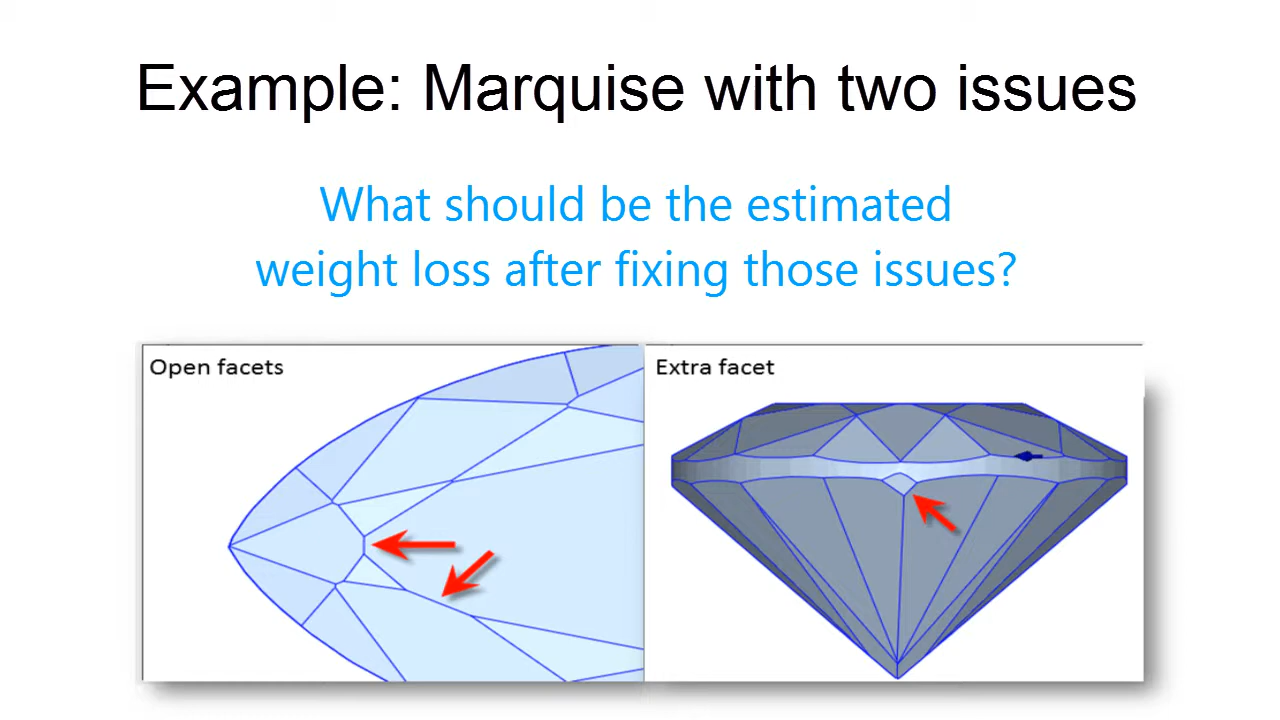 Example: Marquise with two issues
What should be the estimated
weight loss after fixing those issues?
Open facets
Extra facet